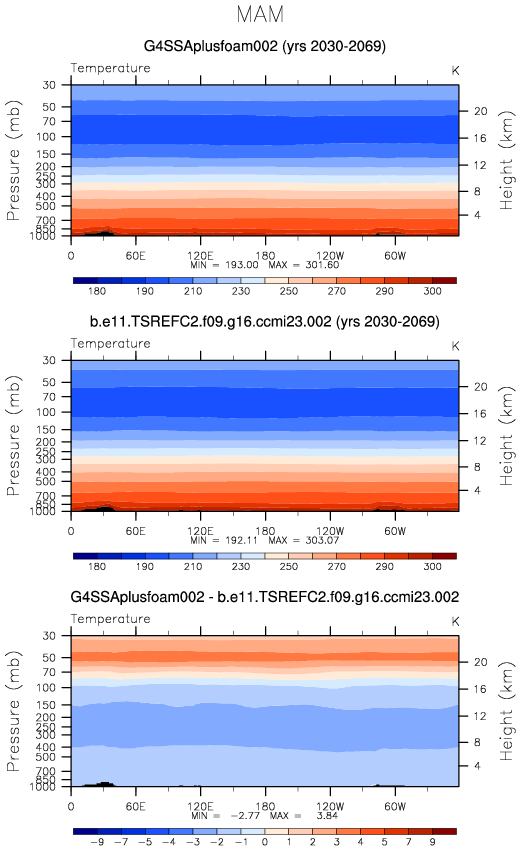 MAM
G4SSAplusfoam002 (yrs 2030-2069)
Temperature K
30
50
70
100
150
200
250
300
400
500
700
850
1000
Pressure (mb)
20
16
12
8
4
Height (km)
0 60E 120E 180 120W 60W
MIN = 193.00 MAX = 301.60
180 190 210 230 250 270 290 300
b.e11.TSREFC2.f09.g16.ccmi23.002 (yrs 2030-2069)
Temperature K
30
50
70
100
150
200
250
300
400
500
700
850
1000
Pressure (mb)
20
16
12
8
4
Height (km)
0 60E 120E 180 120W 60W
MIN = 192.11 MAX = 303.07
180 190 210 230 250 270 290 300
G4SSAplusfoam002 - b.e11.TSREFC2.f09.g16.ccmi23.002
Temperature K
30
50
70
100
150
200
250
300
400
500
700
850
1000
Pressure (mb)
20
16
12
8
4
Height (km)
0 60E 120E 180 120W 60W
MIN = -2.77 MAX = 3.84
-9 -7 -5 -4 -3 -2 -1 0 1 2 3 4 5 7 9